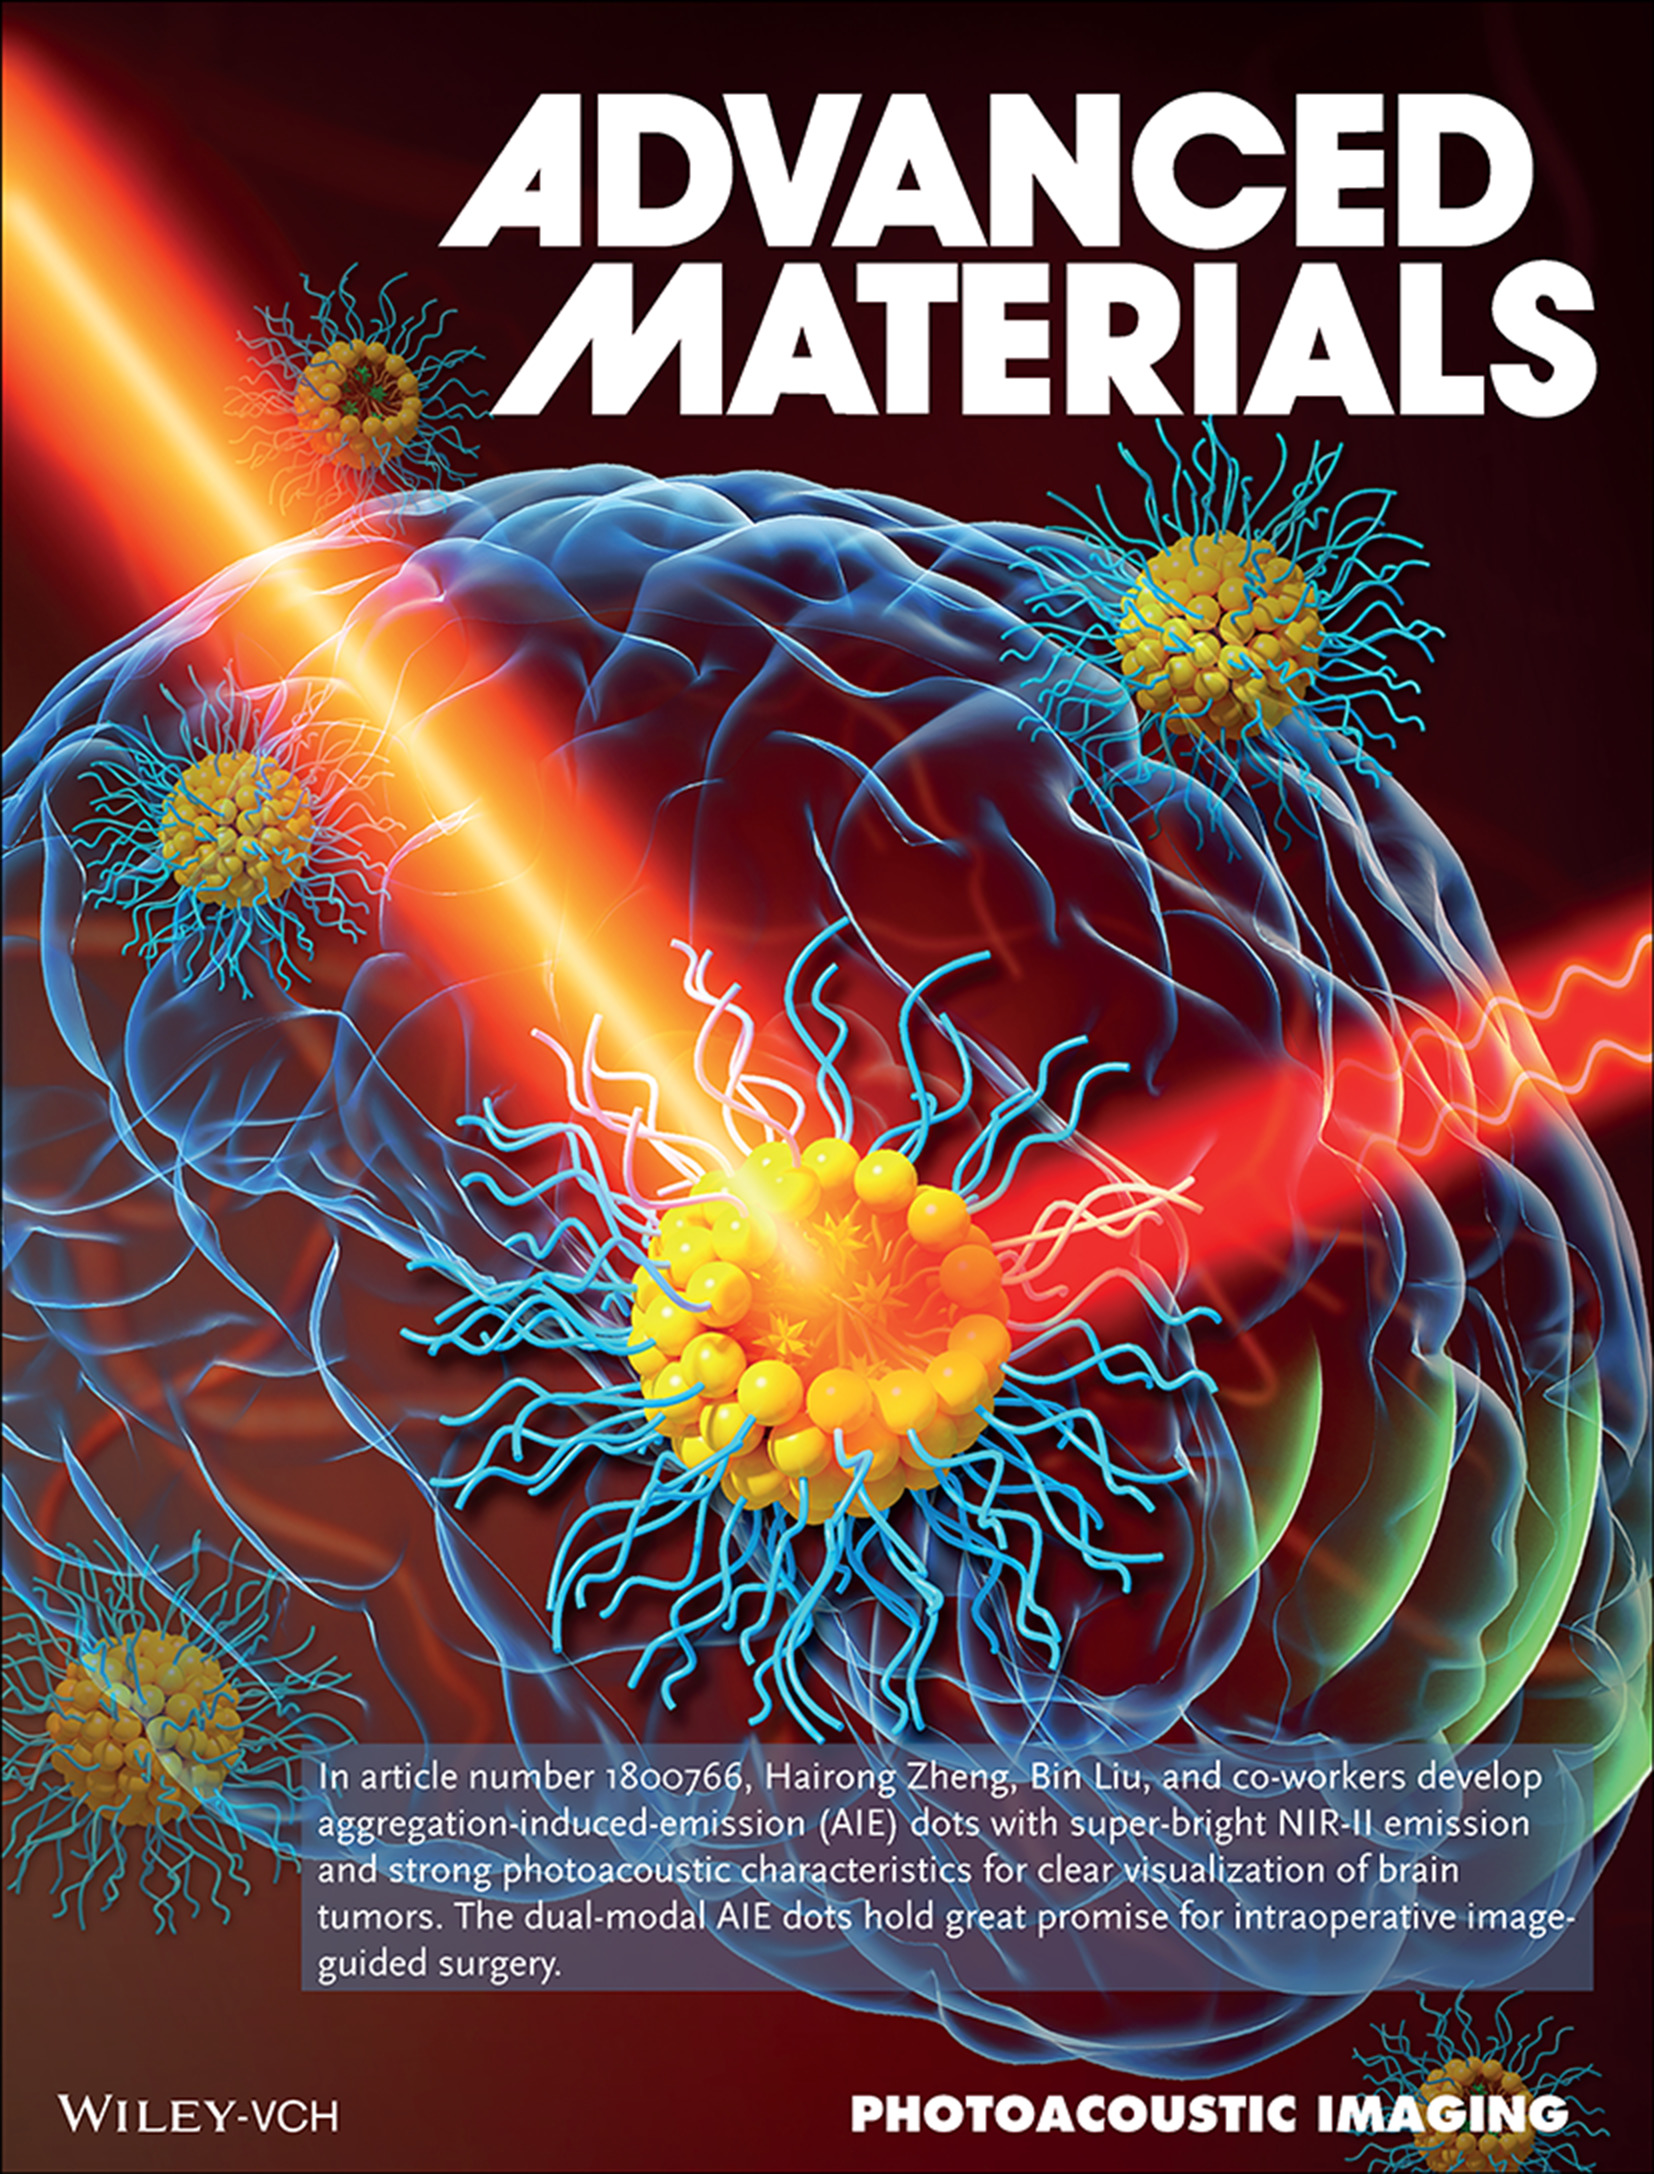 ADVANCED
MATERIALS
In article number 1800766, Hairong Zheng, Bin Liu, and co-workers develop
aggregation-induced-emission (AIE) dots with super-bright NIR-II emission
and strong photoacoustic characteristics for clear visualization of brain
tumors. The dual-modal AIE dots hold great promise for intraoperative image-
guided surgery.
WILEY-VCH
PHOTOACOUSTIC IMAGING